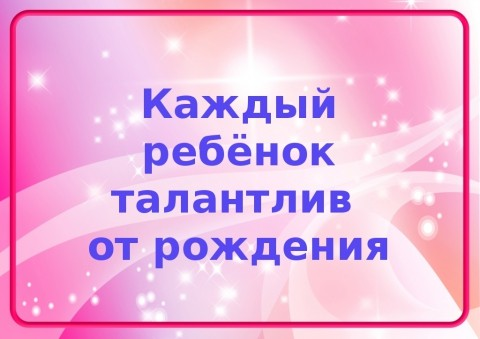 Каждый
ребёнок
талантлив
от рождения